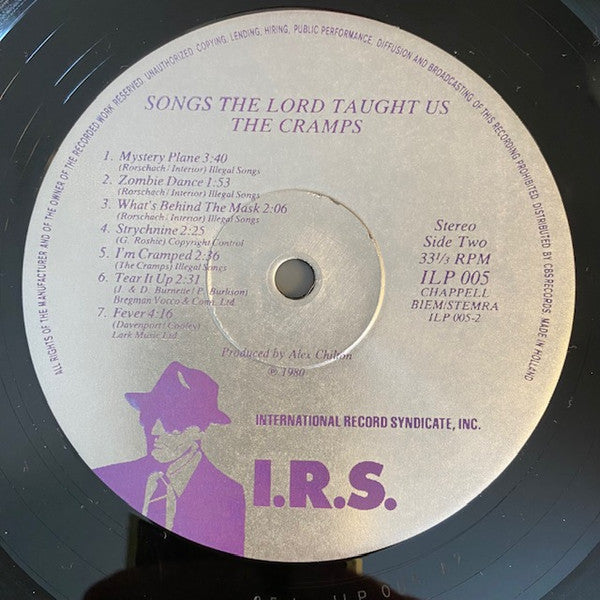 ALL RIGHTS OF THE MANUFACTURER AND OF THE OWNER OF THE RECORDED WORK RESERVED. UNAUTHORIZED COPYING, LENDING, HIRING, PUBLIC PERFORMANCE, DIFFUSION AND BROADCASTING OF THIS RECORDING PROHIBITED. DISTRIBUTED BY CBS RECORDS. MADE IN HOLLAND
SONGS THE LORD TAUGHT US
THE CRAMPS
1. Mystery Plane 3:40
(Rorschach/Interior) Illegal Songs
2. Zombie Dance 1:53
(Rorschach/Interior) Illegal Songs
3. What's Behind The Mask 2:06
(Rorschach/Interior) Illegal Songs
4. Strychnine 2:25
(G. Roshie) Copyright Control
5. I'm Cramped 2:36
(The Cramps) Illegal Songs
6. Tear It Up 2:31
(J. & D. Burnette/P. Burlison)
Bregman Vocco & Conn. Ltd.
7. Fever 4:16
(Davenport/Cooley)
Lark Music Ltd.
Stereo
Side Two
33 1/3 RPM
ILP 005
CHAPPELL
BIEM/STEMRA
ILP 005-2
Produced by Alex Chilton
℗ 1980
INTERNATIONAL RECORD SYNDICATE, INC.
I.R.S.